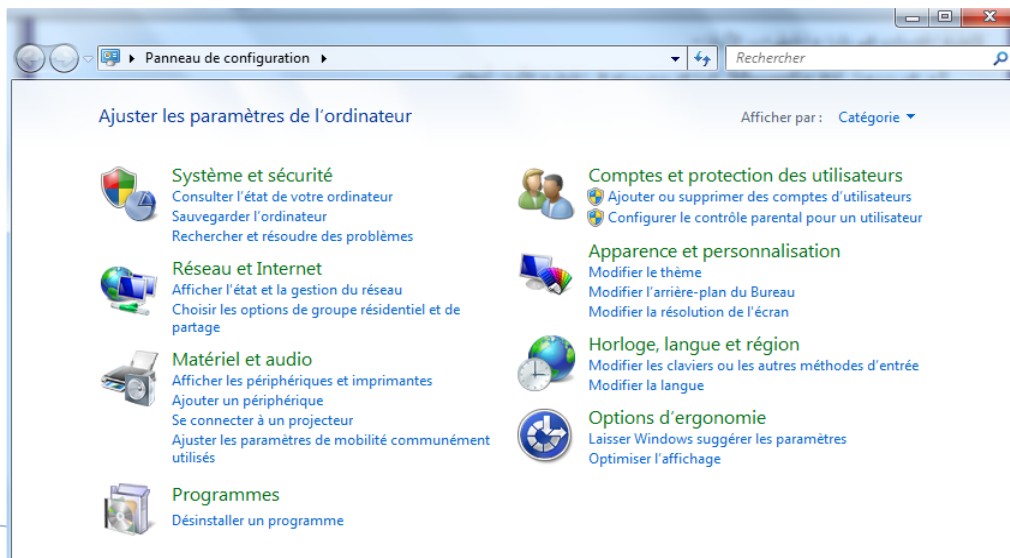 Panneau de configuration
Rechercher
Ajuster les paramètres de l'ordinateur
Afficher par : Catégorie
Système et sécurité
Consulter l'état de votre ordinateur
Sauvegarder l'ordinateur
Rechercher et résoudre des problèmes
Réseau et Internet
Afficher l'état et la gestion du réseau
Choisir les options de groupe résidentiel et de
partage
Matériel et audio
Afficher les périphériques et imprimantes
Ajouter un périphérique
Se connecter à un projecteur
Ajuster les paramètres de mobilité communément
utilisés
Programmes
Désinstaller un programme
Comptes et protection des utilisateurs
Ajouter ou supprimer des comptes d'utilisateurs
Configurer le contrôle parental pour un utilisateur
Apparence et personnalisation
Modifier le thème
Modifier l'arrière-plan du Bureau
Modifier la résolution de l'écran
Horloge, langue et région
Modifier les claviers ou les autres méthodes d'entrée
Modifier la langue
Options d'ergonomie
Laisser Windows suggérer les paramètres
Optimiser l'affichage